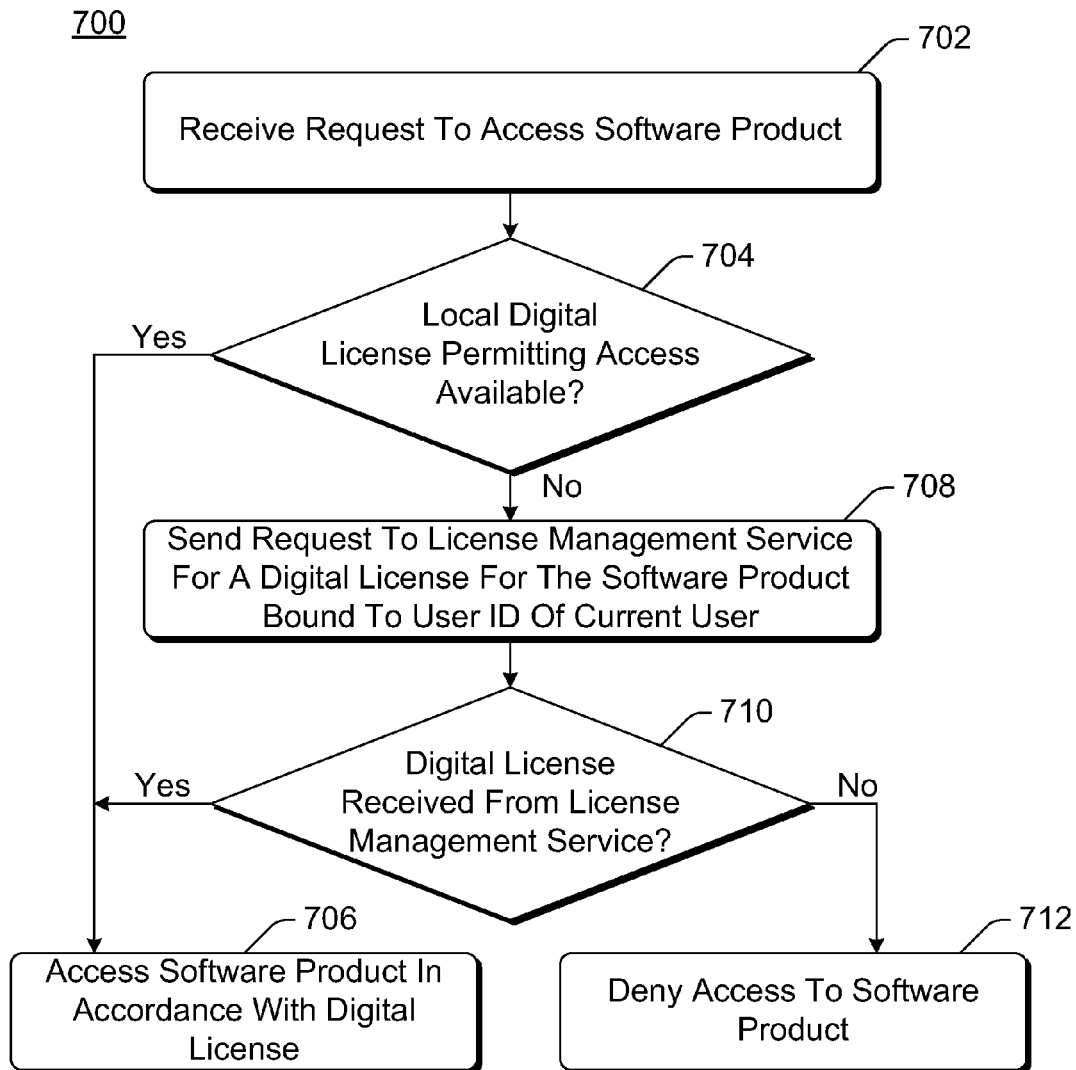 700
702
Receive Request To Access Software Product
704
Local Digital
License Permitting Access
Available?
Yes
No
708
Send Request To License Management Service
For A Digital License For The Software Product
Bound To User ID Of Current User
710
Digital License
Received From License
Management Service?
Yes
No
706
Access Software Product In
Accordance With Digital
License
712
Deny Access To Software
Product